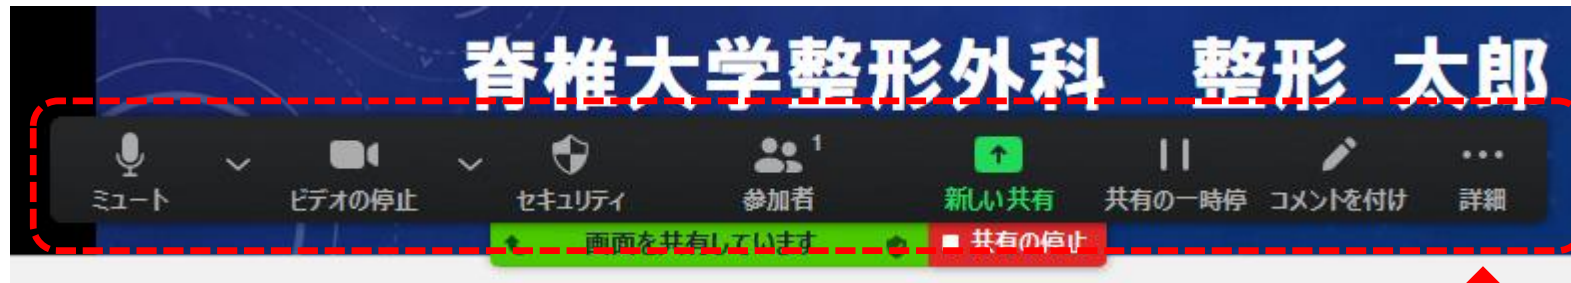 脊椎大学整形外科　整形 太郎
1
ミュート ビデオの停止 セキュリティ 参加者 新しい共有 共有の一時停 コメントを付け 詳細
画面を共有しています 共有の停止